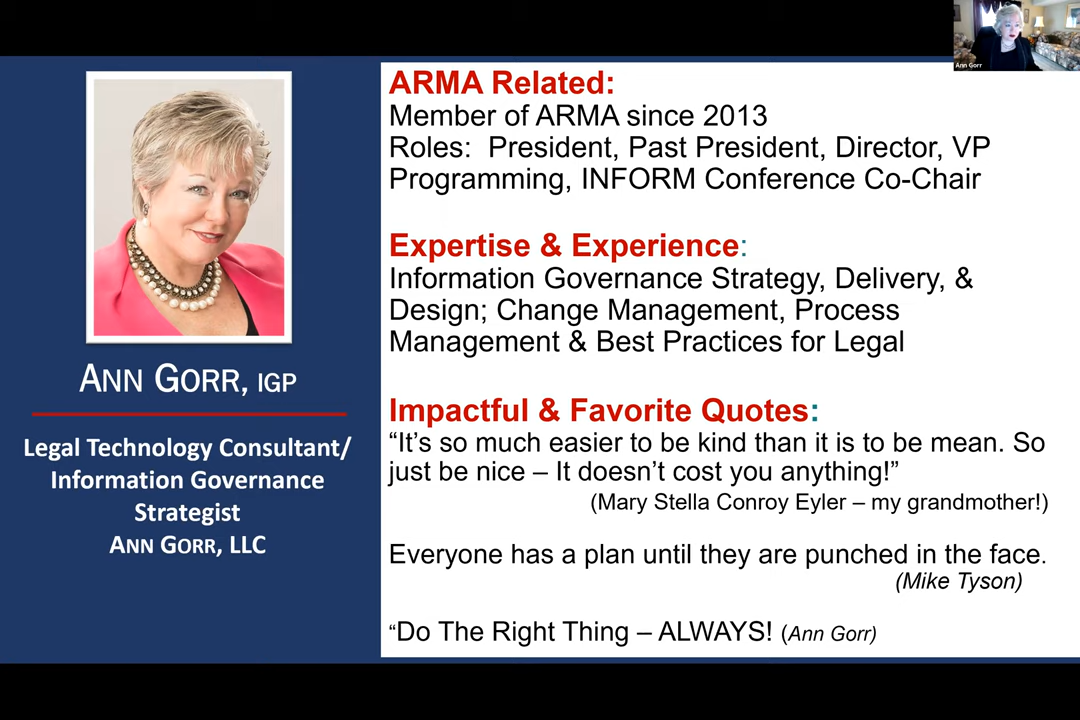 Ann Gorr
ARMA Related:
Member of ARMA since 2013
Roles:  President, Past President, Director, VP
Programming, INFORM Conference Co-Chair
Expertise & Experience:
Information Governance Strategy, Delivery, &
Design; Change Management, Process
Management & Best Practices for Legal
Impactful & Favorite Quotes:
“It’s so much easier to be kind than it is to be mean. So
just be nice – It doesn’t cost you anything!”
(Mary Stella Conroy Eyler – my grandmother!)
Everyone has a plan until they are punched in the face.
(Mike Tyson)
“Do The Right Thing – ALWAYS! (Ann Gorr)
ANN GORR, IGP
Legal Technology Consultant/
Information Governance
Strategist
ANN GORR, LLC